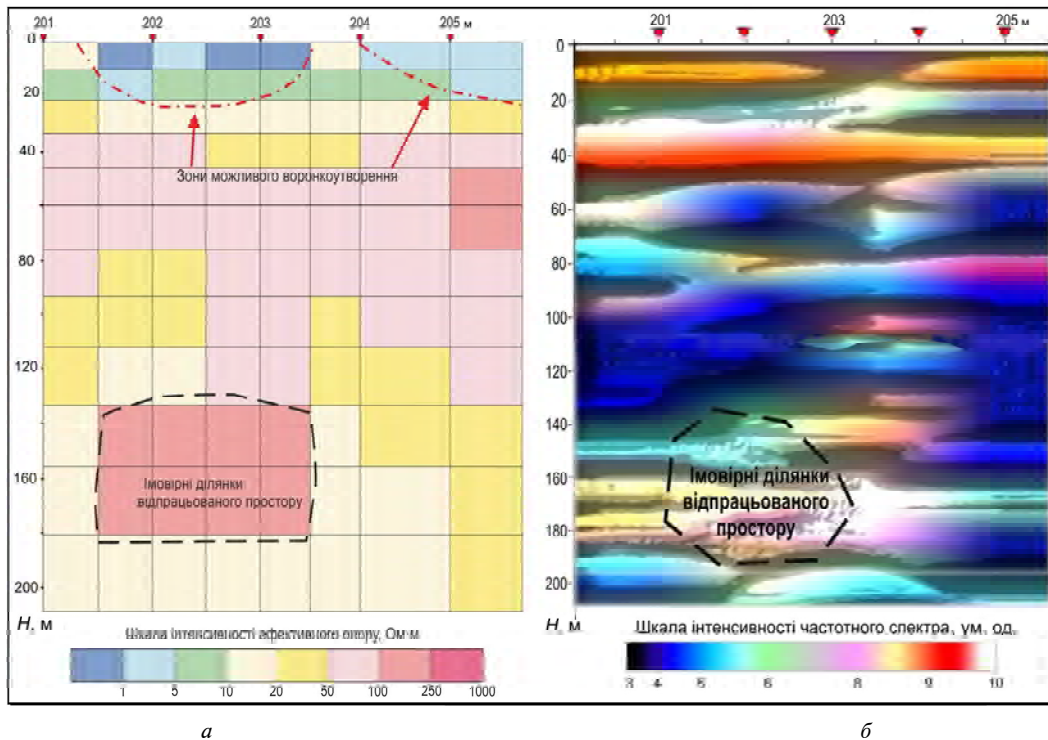 201 202 203 204 205 м
0
20
40
80
120
160
200
Н, м
Зони можливого воронкоутворення
Імовірні ділянки
відпрацьованого простору
Шкала інтенсивності ефективного опору, Ом·м
1 5 10 20 50 100 250 1000
а
201 203 205 м
0
20
40
60
80
100
120
140
160
180
200
Н, м
Імовірні ділянки
відпрацьованого
простору
Шкала інтенсивності частотного спектра, ум. од.
3 4 5 6 8 9 10
б